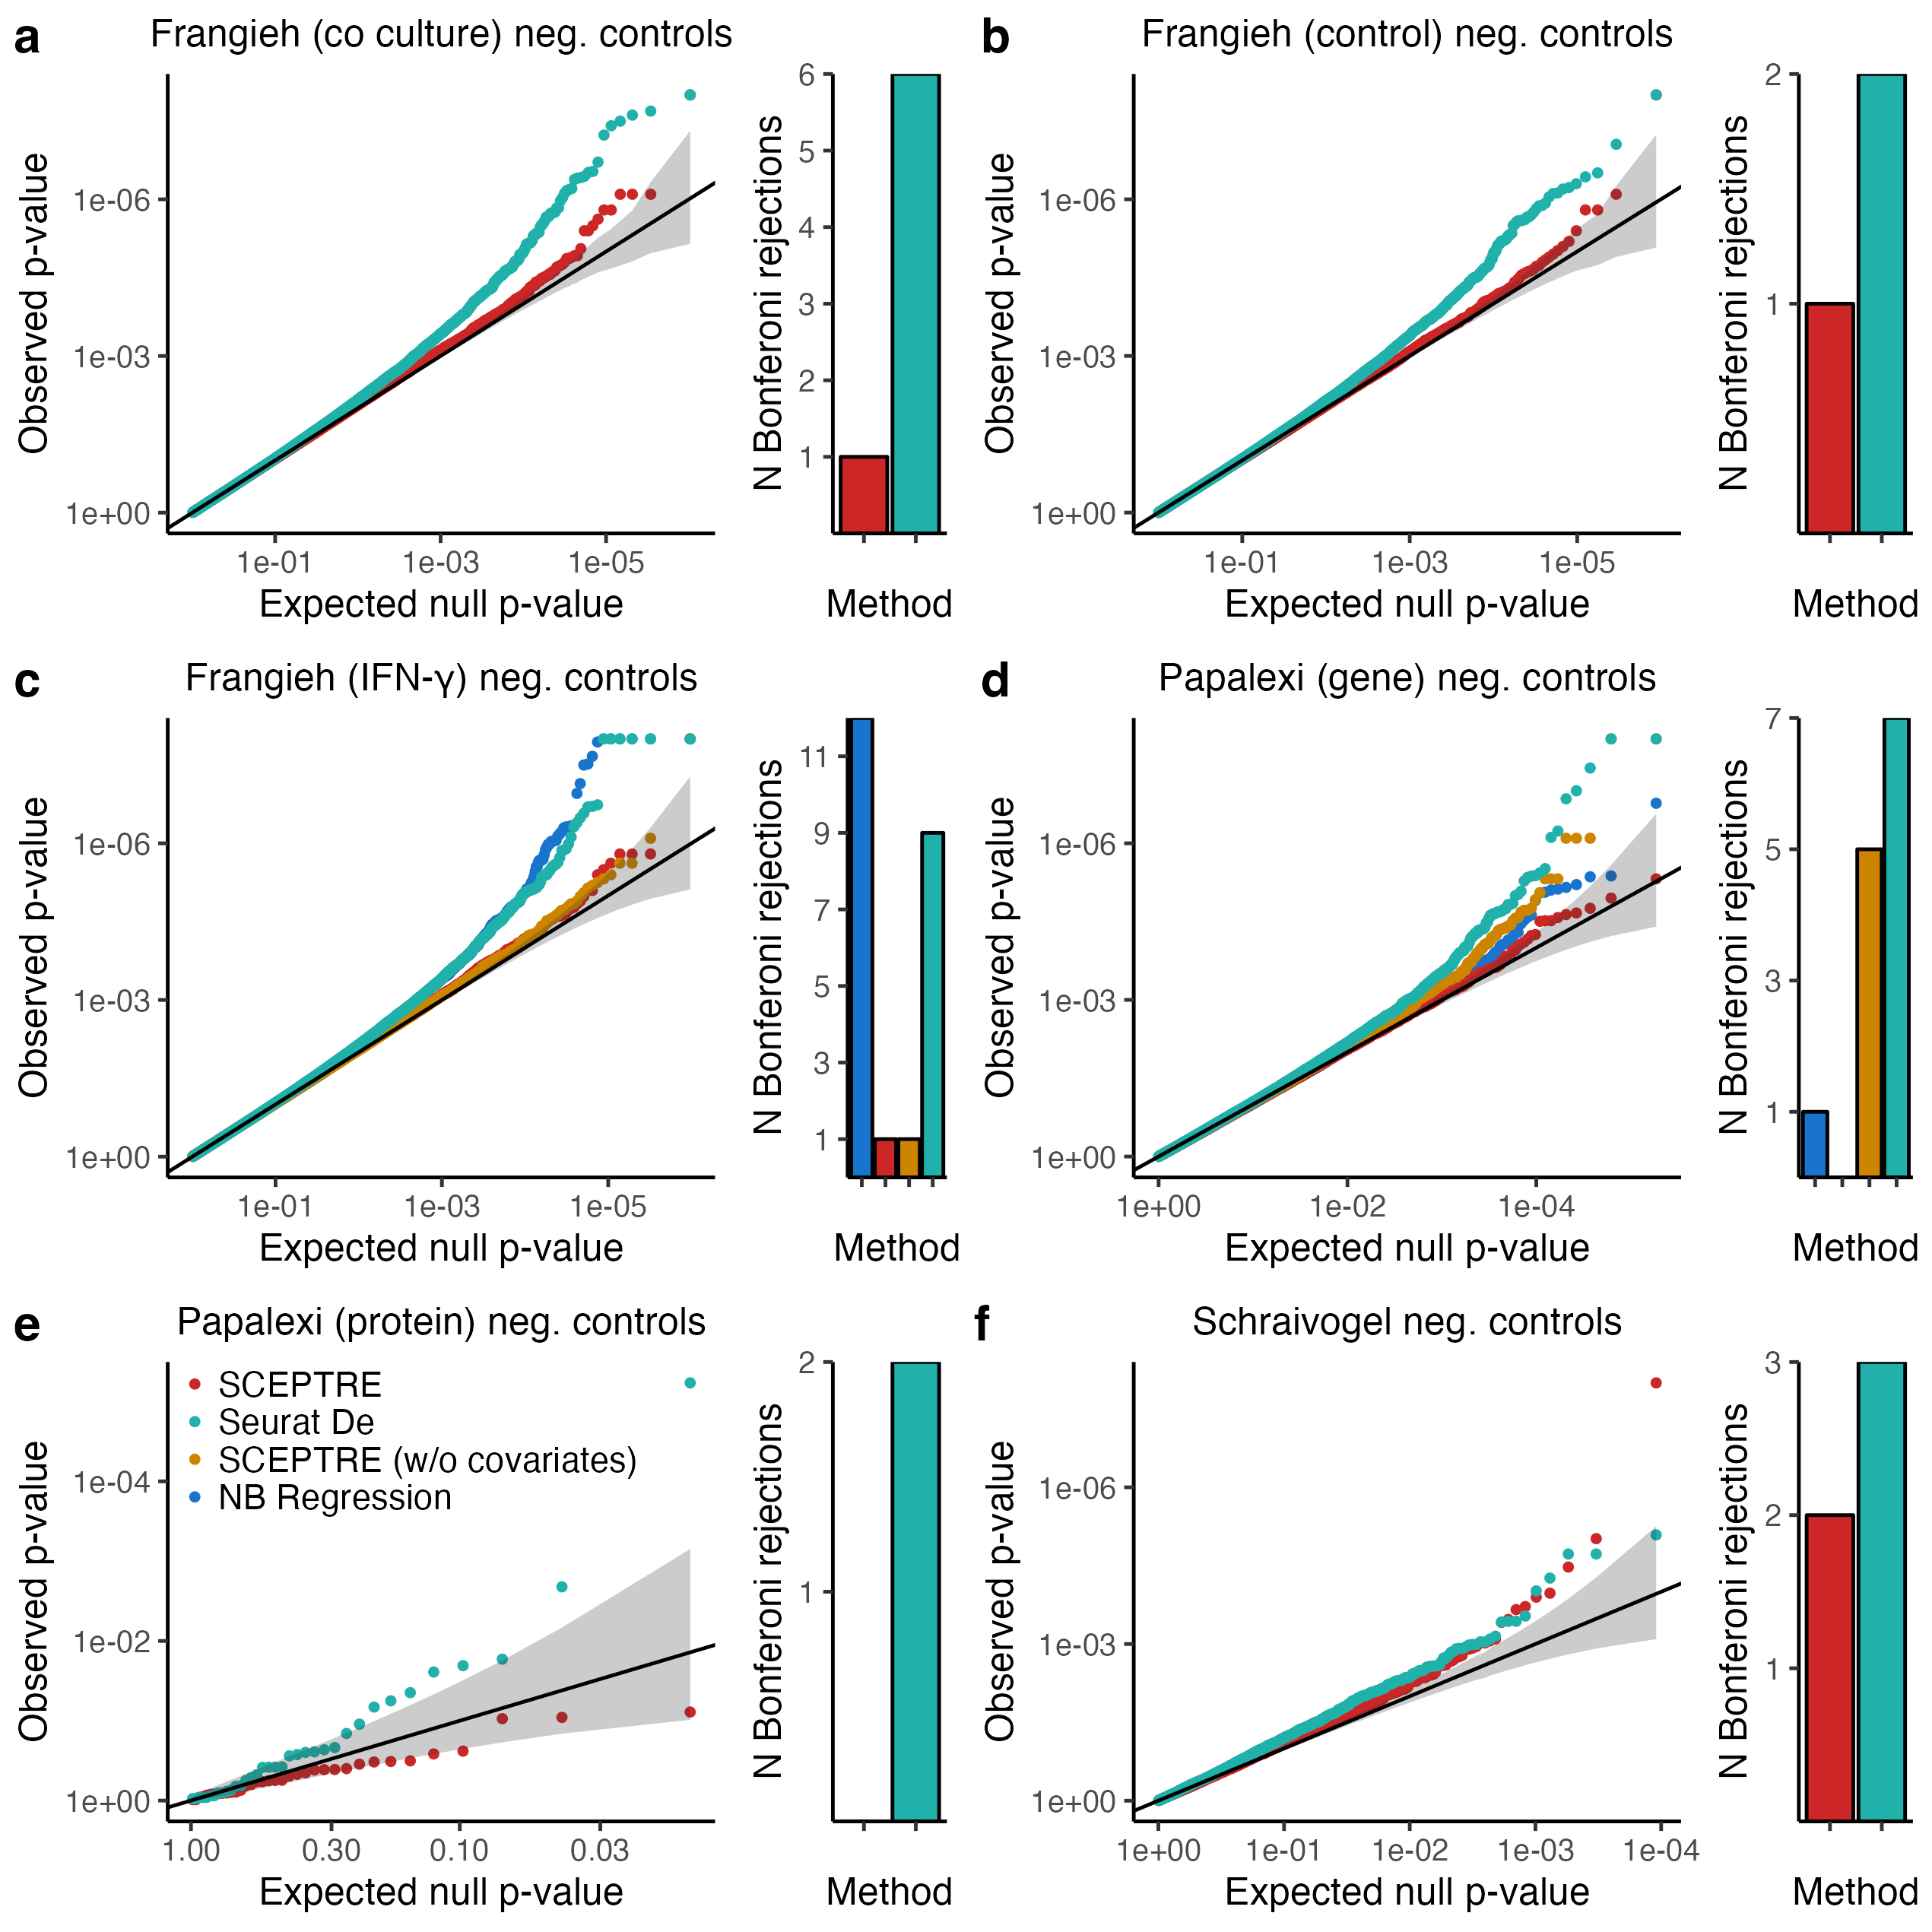 a
Frangieh (co culture) neg. controls
Observed p-value
1e-06
1e-03
1e+00
1e-01
1e-03
1e-05
Expected null p-value
N Bonferoni rejections
6
5
4
3
2
1
Method
b
Frangieh (control) neg. controls
Observed p-value
1e-06
1e-03
1e+00
1e-01
1e-03
1e-05
Expected null p-value
N Bonferoni rejections
2
1
Method
c
Frangieh (IFN-γ) neg. controls
Observed p-value
1e-06
1e-03
1e+00
1e-01
1e-03
1e-05
Expected null p-value
N Bonferoni rejections
11
9
7
5
3
1
Method
d
Papalexi (gene) neg. controls
Observed p-value
1e-06
1e-03
1e+00
1e+00
1e-02
1e-04
Expected null p-value
N Bonferoni rejections
7
5
3
1
Method
e
Papalexi (protein) neg. controls
SCEPTRE
Seurat De
SCEPTRE (w/o covariates)
NB Regression
Observed p-value
1e-04
1e-02
1e+00
1.00
0.30
0.10
0.03
Expected null p-value
N Bonferoni rejections
2
1
Method
f
Schraivogel neg. controls
Observed p-value
1e-06
1e-03
1e+00
1e+00
1e-01
1e-02
1e-03
1e-04
Expected null p-value
N Bonferoni rejections
3
2
1
Method